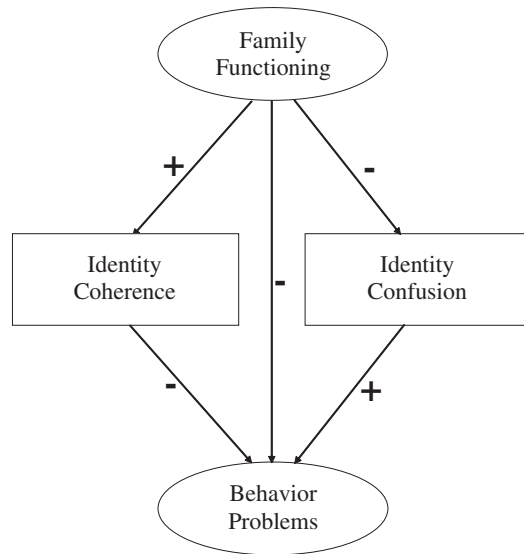 Family
Functioning
+
-
Identity
Coherence
Identity
Confusion
-
-
+
Behavior
Problems